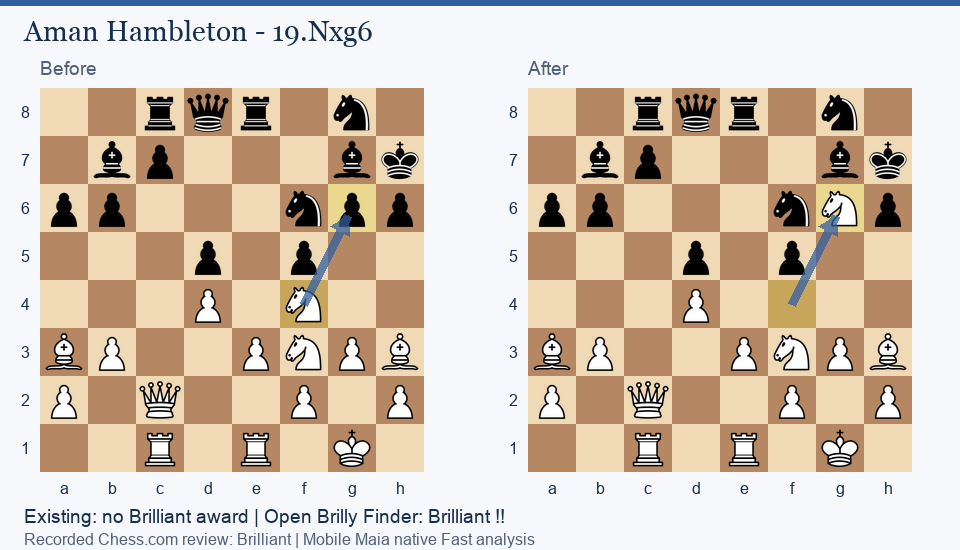 Aman Hambleton - 19.Nxg6
Before
After
8
7
6
5
4
3
2
1
a b c d e f g h
8
7
6
5
4
3
2
1
a b c d e f g h
Existing: no Brilliant award | Open Brilly Finder: Brilliant !!
Recorded Chess.com review: Brilliant | Mobile Maia native Fast analysis